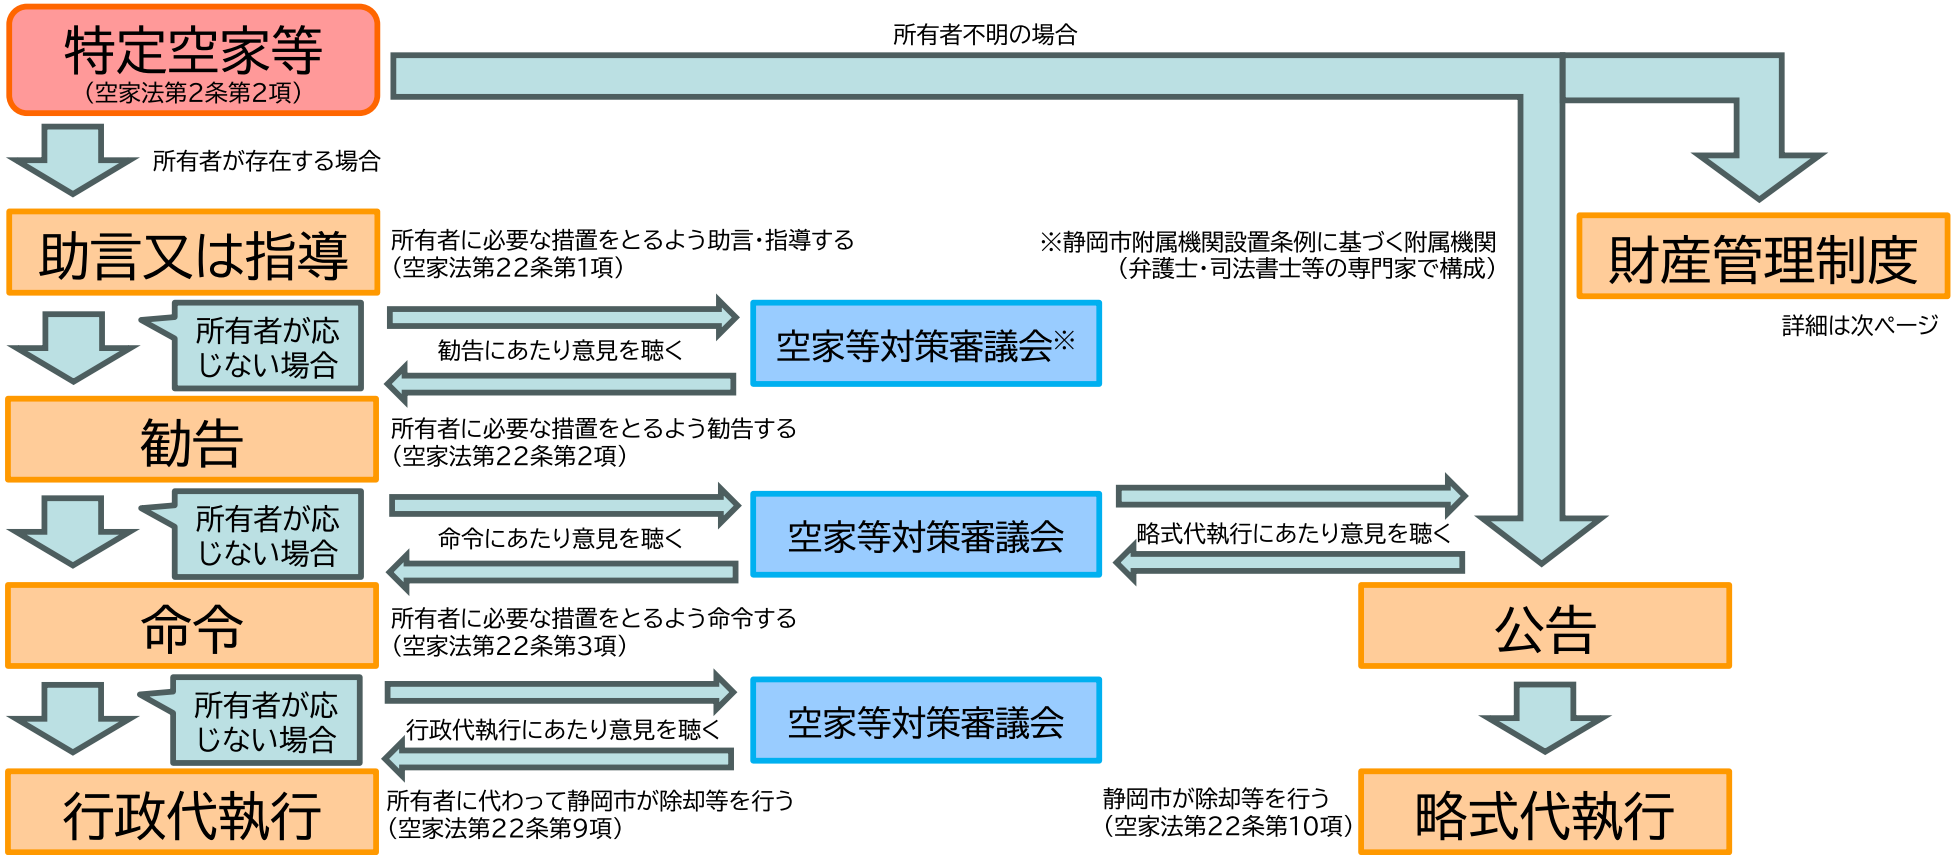 特定空家等
（空家法第2条第2項）
所有者不明の場合
所有者が存在する場合
助言又は指導
所有者に必要な措置をとるよう助言・指導する
（空家法第22条第1項）
※静岡市附属機関設置条例に基づく附属機関
（弁護士・司法書士等の専門家で構成）
財産管理制度
詳細は次ページ
所有者が応
じない場合
勧告にあたり意見を聴く
空家等対策審議会※
勧告
所有者に必要な措置をとるよう勧告する
（空家法第22条第2項）
所有者が応
じない場合
命令にあたり意見を聴く
空家等対策審議会
略式代執行にあたり意見を聴く
命令
所有者に必要な措置をとるよう命令する
（空家法第22条第3項）
公告
所有者が応
じない場合
行政代執行にあたり意見を聴く
空家等対策審議会
行政代執行
所有者に代わって静岡市が除却等を行う
（空家法第22条第9項）
静岡市が除却等を行う
（空家法第22条第10項）
略式代執行